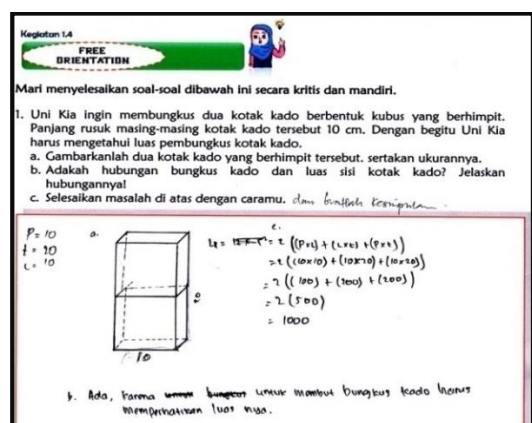 Kegiatan 1.4
FREE
ORIENTATION
Mari menyelesaikan soal-soal dibawah ini secara kritis dan mandiri.
1. Uni Kia ingin membungkus dua kotak kado berbentuk kubus yang berhimpit.
Panjang rusuk masing-masing kotak kado tersebut 10 cm. Dengan begitu Uni Kia
harus mengetahui luas pembungkus kotak kado.
a. Gambarkanlah dua kotak kado yang berhimpit tersebut. sertakan ukurannya.
b. Adakah hubungan bungkus kado dan luas sisi kotak kado? Jelaskan
hubungannya!
c. Selesaikan masalah di atas dengan caramu. dan buatlah kesimpulan
P = 10
t = 20
L = 10
a.
20
10
c.
= 2 ((p×l) + (l×t) + (p×t))
= 2 ((10×10) + (10×20) + (10×20))
= 2 ((100) + (200) + (200))
= 2 (500)
= 1000
b. Ada, karena untuk membuat bungkus kado harus
memperhatikan luas nya.